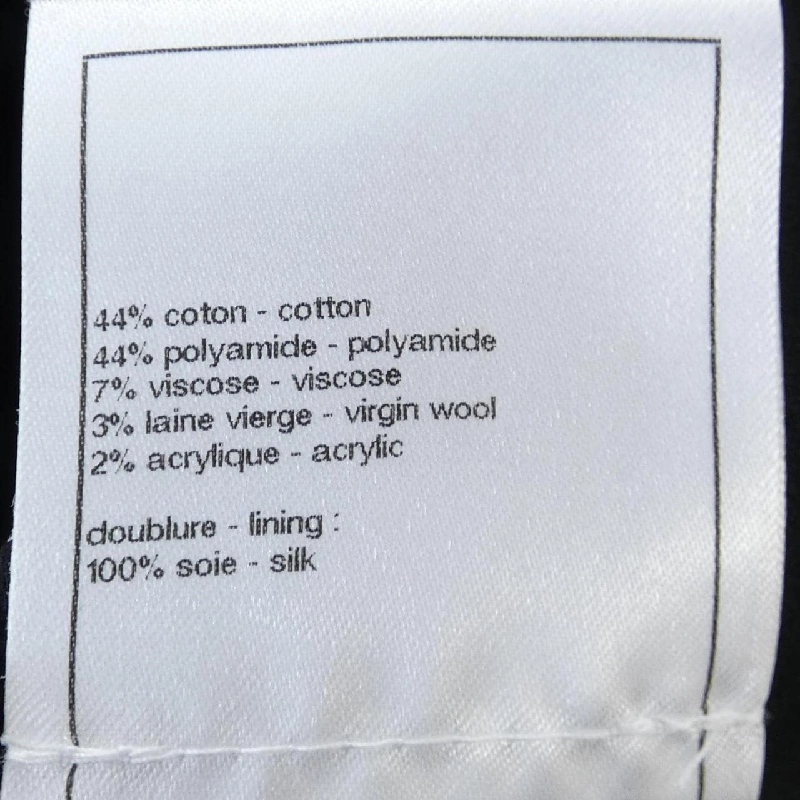 44% coton - cotton
44% polyamide - polyamide
7% viscose - viscose
3% laine vierge - virgin wool
2% acrylique - acrylic
doublure - lining :
100% soie - silk